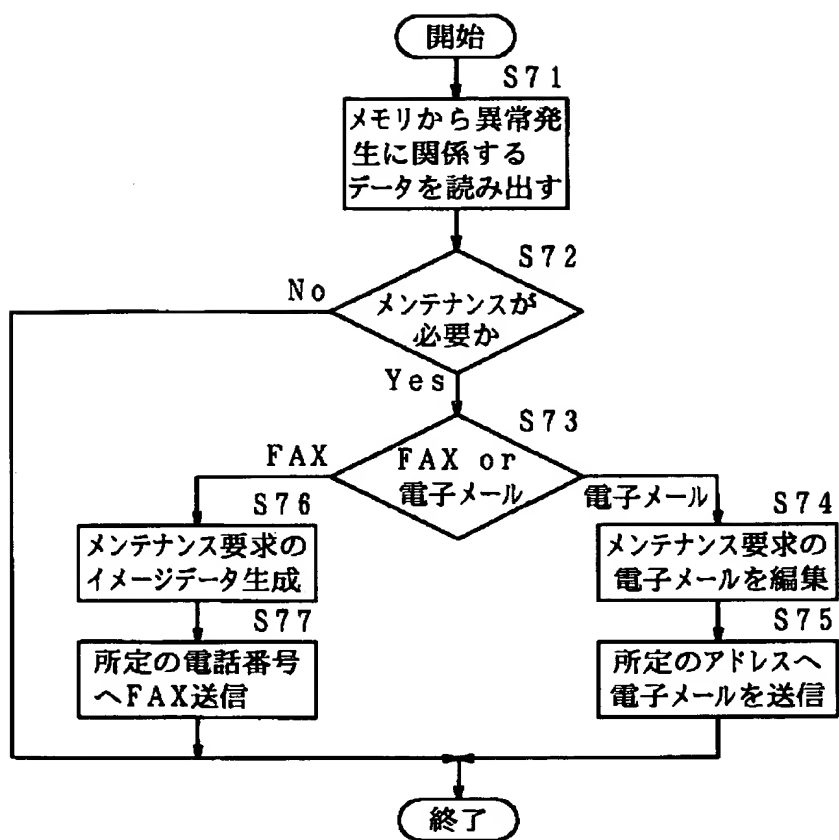 開始
S71
メモリから異常発
生に関係する
データを読み出す
S72
No
メンテナンスが
必要か
Yes
S73
FAX
FAX or
電子メール
電子メール
S76
メンテナンス要求の
イメージデータ生成
S77
所定の電話番号
へFAX送信
S74
メンテナンス要求の
電子メールを編集
S75
所定のアドレスへ
電子メールを送信
終了